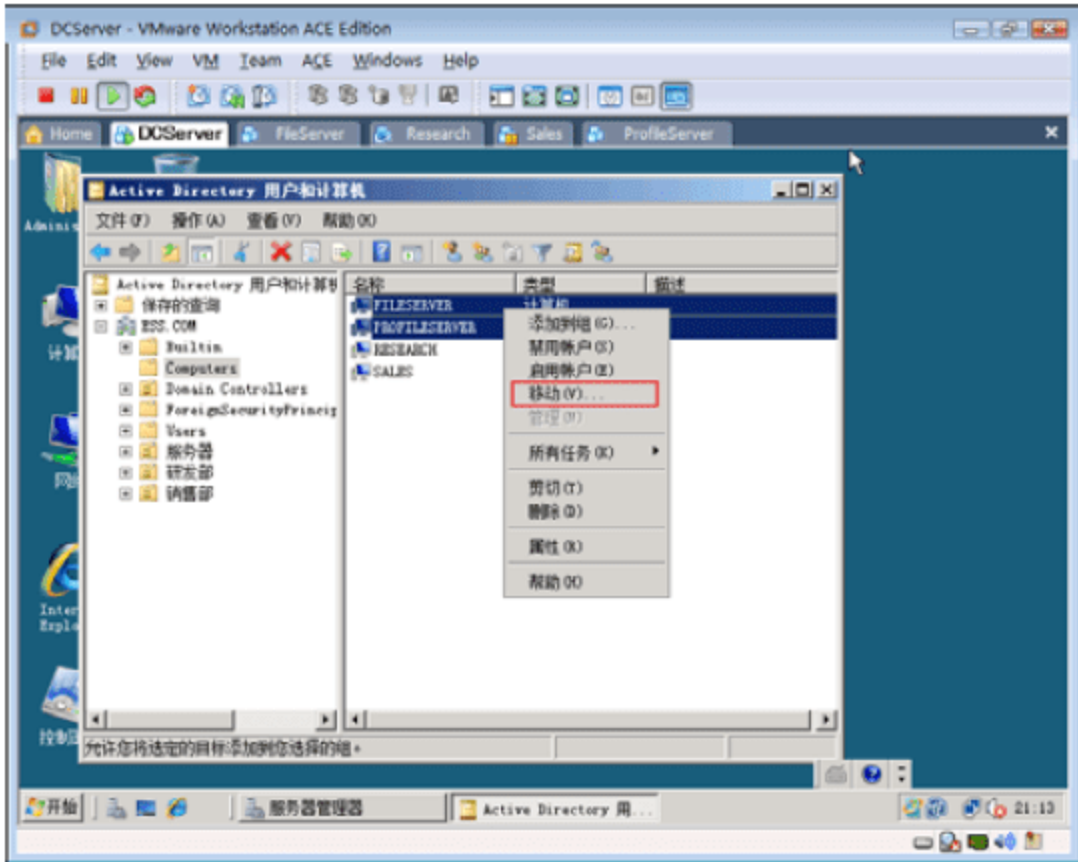 DCServer - VMware Workstation ACE Edition
File Edit View VM Team ACE Windows Help
Home DCServer FileServer Research Sales ProfileServer
Active Directory 用户和计算机
文件(F) 操作(A) 查看(V) 帮助(H)
Adminis
Active Directory 用户和计算机
保存的查询
ESS.COM
Builtin
Computers
Domain Controllers
ForeignSecurityPrincip
Users
服务器
研发部
销售部
名称 类型 描述
FILESERVER 计算机
PROFILESERVER
RESEARCH
SALES
添加到组(G)...
禁用帐户(S)
启用帐户(E)
移动(V)...
管理(M)
所有任务(K)
剪切(T)
删除(D)
属性(R)
帮助(H)
Inter
Explo
允许您将选定的目标添加到您选择的组。
开始 服务器管理器 Active Directory 用... 21:13